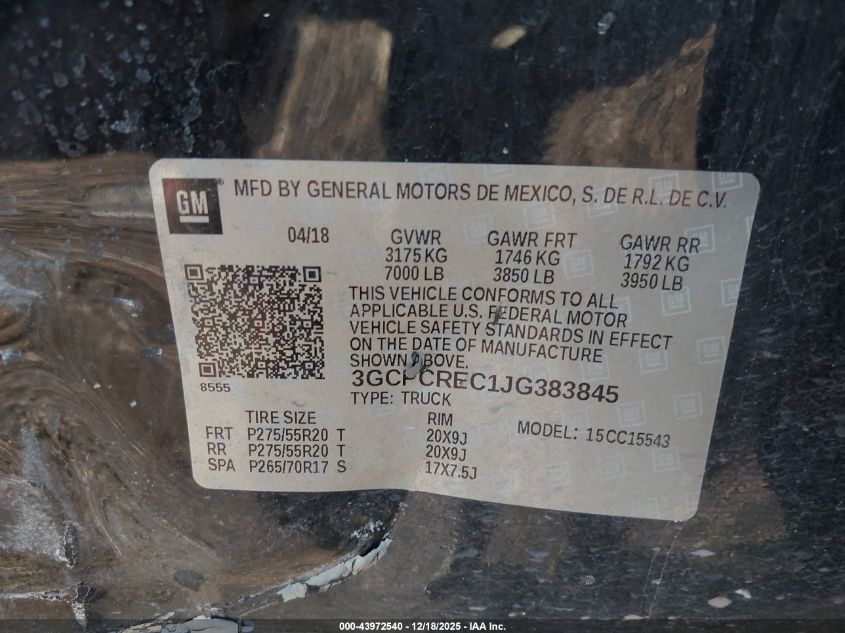 GM
MFD BY GENERAL MOTORS DE MEXICO, S. DE R.L. DE C.V.
04/18 GVWR GAWR FRT GAWR RR
3175 KG 1746 KG 1792 KG
7000 LB 3850 LB 3950 LB
THIS VEHICLE CONFORMS TO ALL
APPLICABLE U.S. FEDERAL MOTOR
VEHICLE SAFETY STANDARDS IN EFFECT
ON THE DATE OF MANUFACTURE
SHOWN ABOVE.
8555
3GCPCREC1JG383845
TYPE: TRUCK
TIRE SIZE RIM
FRT P275/55R20 T 20X9J
RR P275/55R20 T 20X9J
SPA P265/70R17 S 17X7.5J
MODEL: 15CC15543
000-43972540 - 12/18/2025 - IAA Inc.